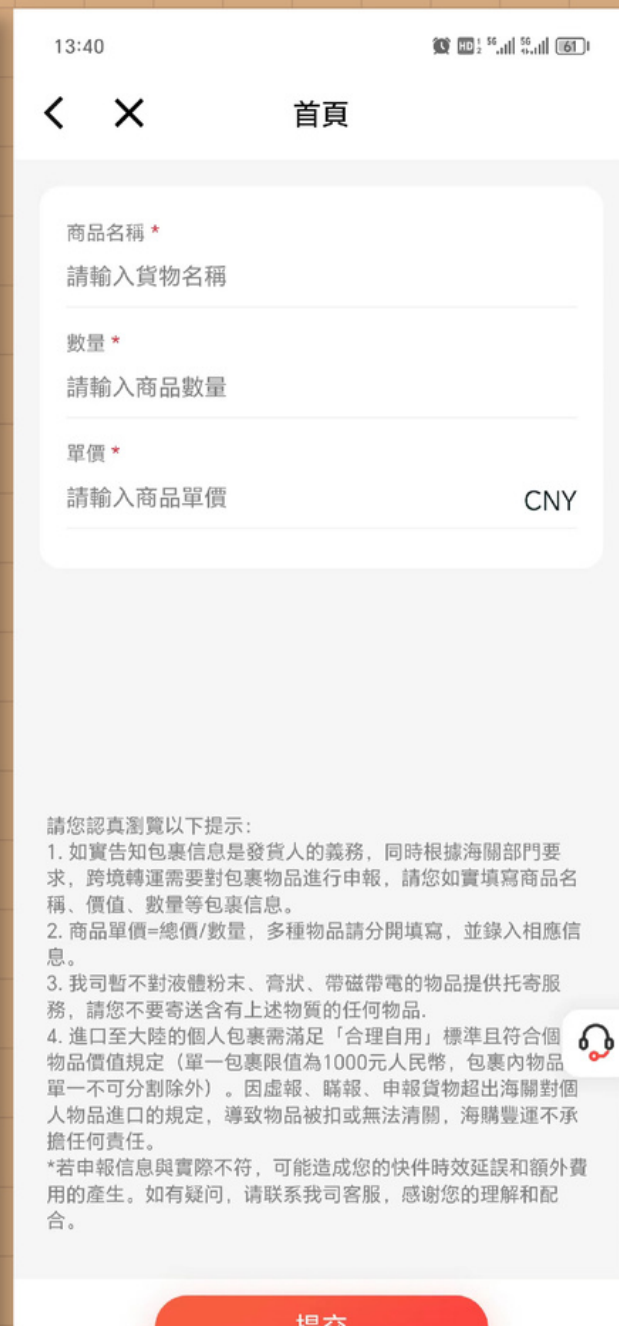 13:40
HD 1 2 5G 5G 61
首頁
商品名稱 *
請輸入貨物名稱
數量 *
請輸入商品數量
單價 *
請輸入商品單價 CNY
請您認真瀏覽以下提示:
1. 如實告知包裹信息是發貨人的義務，同時根據海關部門要
求，跨境轉運需要對包裹物品進行申報，請您如實填寫商品名
稱、價值、數量等包裹信息。
2. 商品單價=總價/數量，多種物品請分開填寫，並錄入相應信
息。
3. 我司暫不對液體粉末、膏狀、帶磁帶電的物品提供托寄服
務，請您不要寄送含有上述物質的任何物品.
4. 進口至大陸的個人包裹需滿足「合理自用」標準且符合個
物品價值規定（單一包裹限值為1000元人民幣，包裹內物品
單一不可分割除外）。因虛報、瞞報、申報貨物超出海關對個
人物品進口的規定，導致物品被扣或無法清關，海購豐運不承
擔任何責任。
*若申報信息與實際不符，可能造成您的快件時效延誤和額外費
用的產生。如有疑问，请联系我司客服，感谢您的理解和配
合。
提交